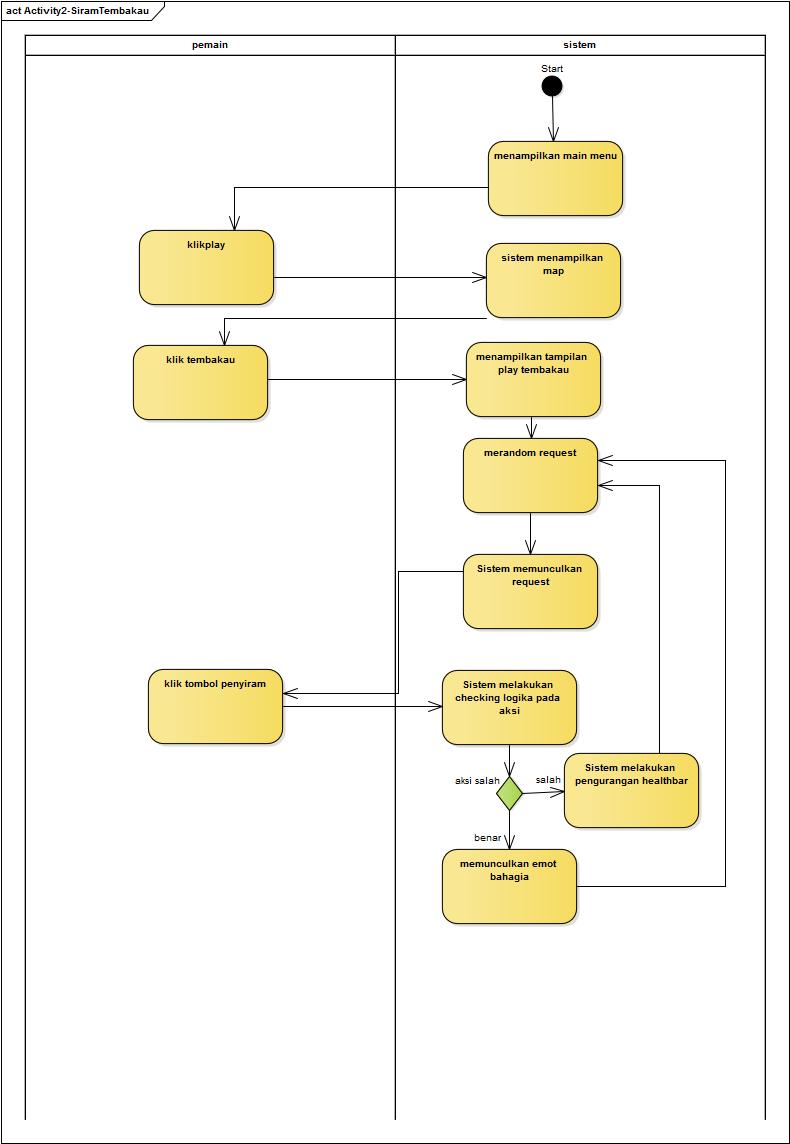 act Activity2-SiramTembakau
pemain
sistem
Start
menampilkan main menu
klikplay
sistem menampilkan
map
klik tembakau
menampilkan tampilan
play tembakau
merandom request
Sistem memunculkan
request
klik tombol penyiram
Sistem melakukan
checking logika pada
aksi
aksi salah
salah
Sistem melakukan
pengurangan healthbar
benar
memunculkan emot
bahagia